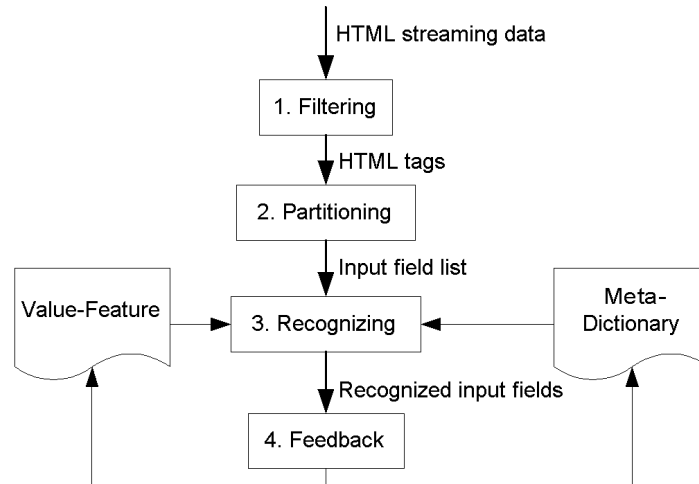 HTML streaming data
1. Filtering
HTML tags
2. Partitioning
Input field list
Value-Feature
3. Recognizing
Meta-
Dictionary
Recognized input fields
4. Feedback